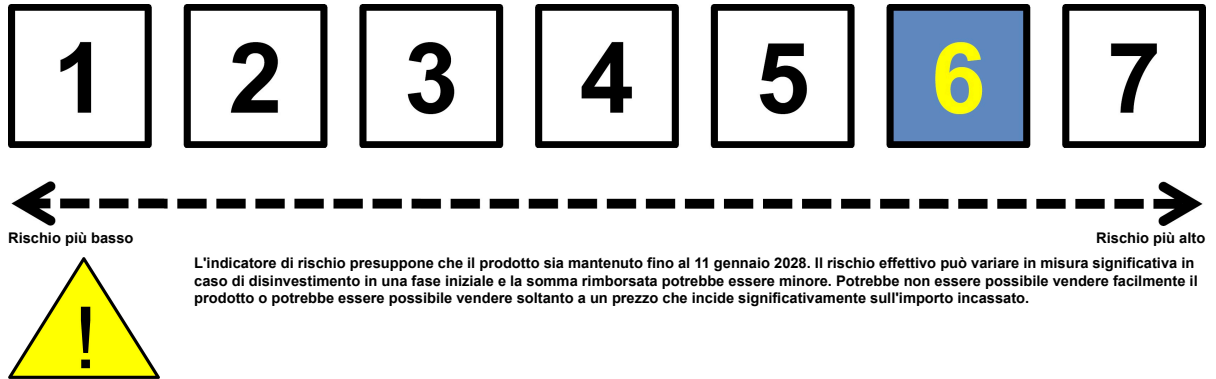 1 2 3 4 5 6 7
Rischio più basso Rischio più alto
L'indicatore di rischio presuppone che il prodotto sia mantenuto fino al 11 gennaio 2028. Il rischio effettivo può variare in misura significativa in
caso di disinvestimento in una fase iniziale e la somma rimborsata potrebbe essere minore. Potrebbe non essere possibile vendere facilmente il
prodotto o potrebbe essere possibile vendere soltanto a un prezzo che incide significativamente sull'importo incassato.
!